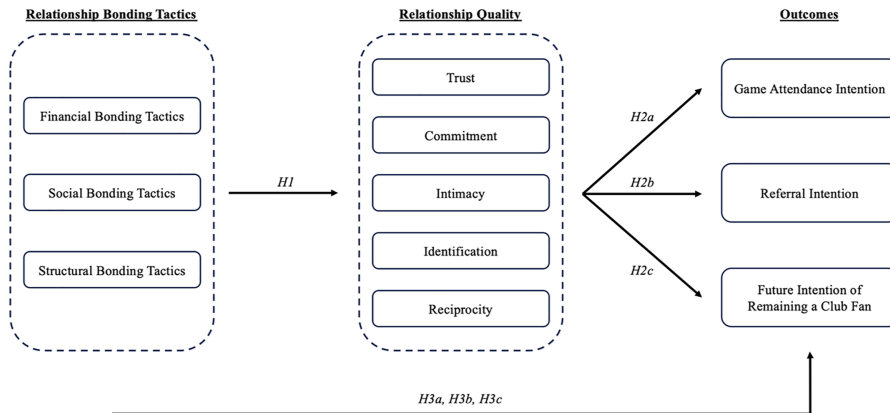 Relationship Bonding Tactics
Relationship Quality
Outcomes
Financial Bonding Tactics
Social Bonding Tactics
Structural Bonding Tactics
H1
Trust
Commitment
Intimacy
Identification
Reciprocity
H2a
H2b
H2c
Game Attendance Intention
Referral Intention
Future Intention of
Remaining a Club Fan
H3a, H3b, H3c